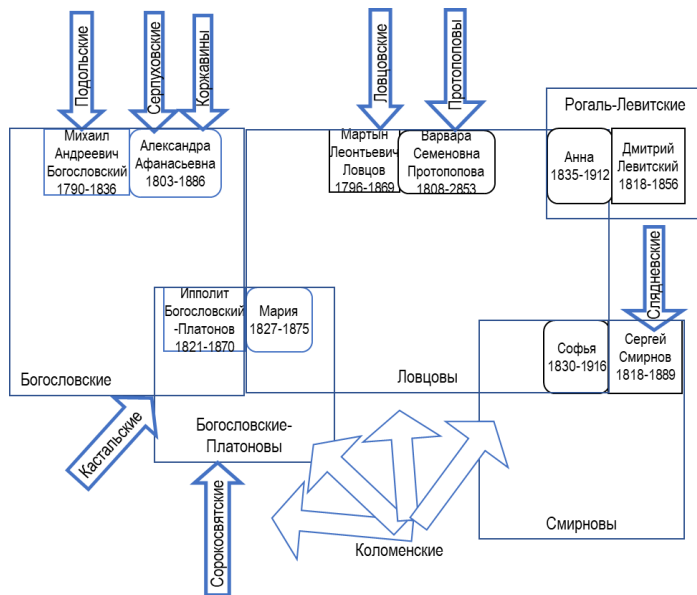 Подольские
Серпуховские
Коржавины
Ловцовские
Протопоповы
Рогаль-Левитские
Михаил
Андреевич
Богословский
1790-1836
Александра
Афанасьевна
1803-1886
Мартын
Леонтьевич
Ловцов
1796-1869
Варвара
Семеновна
Протопопова
1808-2853
Анна
1835-1912
Дмитрий
Левитский
1818-1856
Слядневские
Ипполит
Богословский
-Платонов
1821-1870
Мария
1827-1875
Софья
1830-1916
Сергей
Смирнов
1818-1889
Богословские
Ловцовы
Кастальские
Богословские-
Платоновы
Сорокосвятские
Коломенские
Смирновы